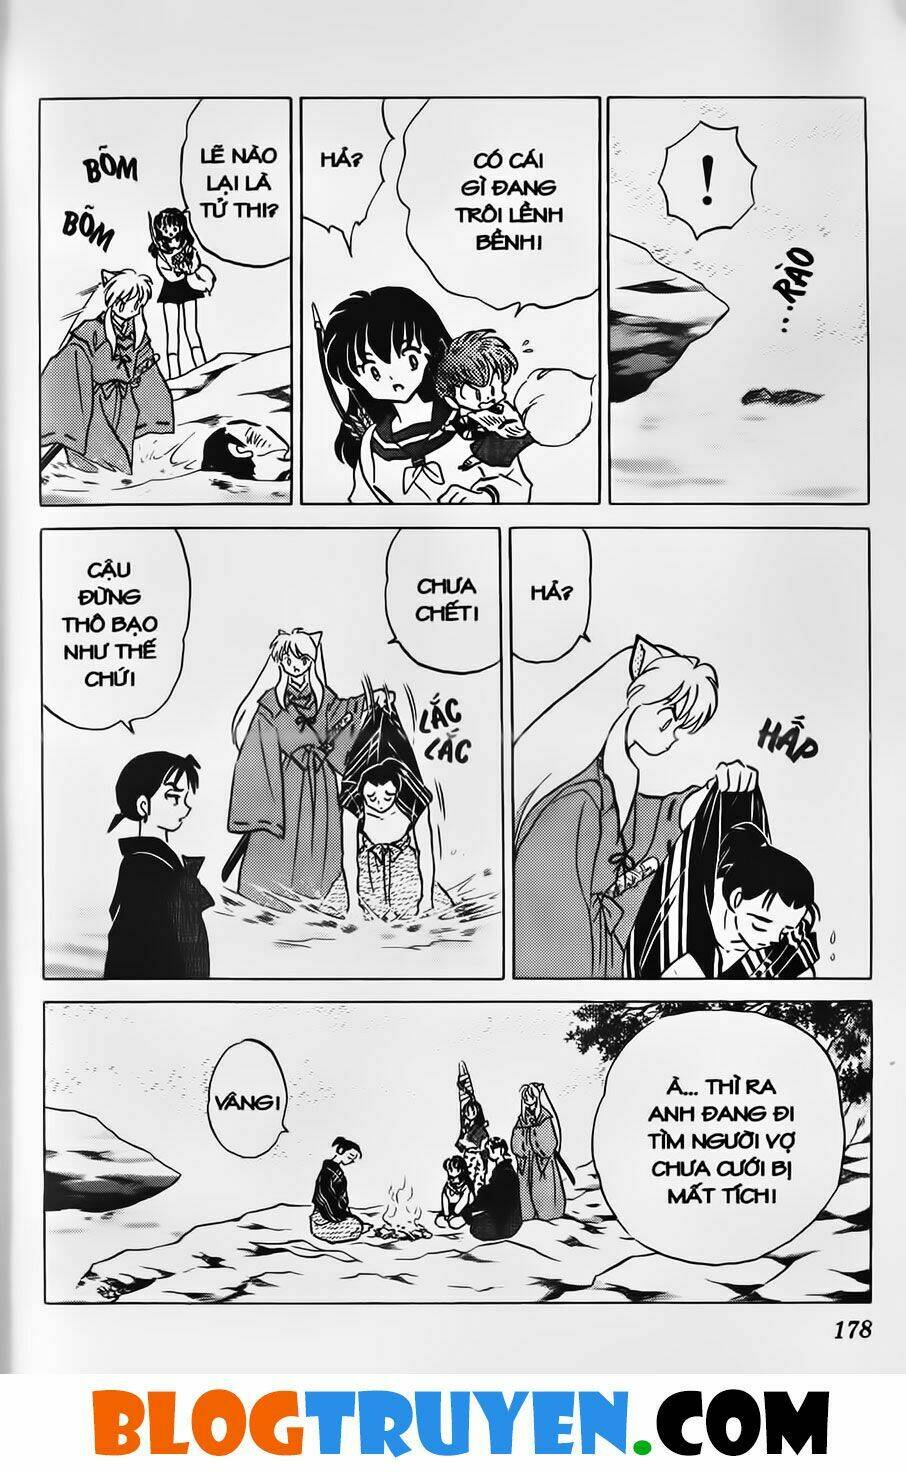 !
...RÀO
CÓ CÁI
GÌ ĐANG
TRÔI LỀNH
BỀNH!
HẢ?
LẼ NÀO
LẠI LÀ
TỬ THI?
BÕM
BÕM
HẢ?
HẮP
CHƯA
CHẾT!
LẮC
LẮC
CẬU
ĐỪNG
THÔ BẠO
NHƯ THẾ
CHỨ!
À... THÌ RA
ANH ĐANG ĐI
TÌM NGƯỜI VỢ
CHƯA CƯỚI BỊ
MẤT TÍCH!
VÂNG!
178
BLOGTRUYEN.COM